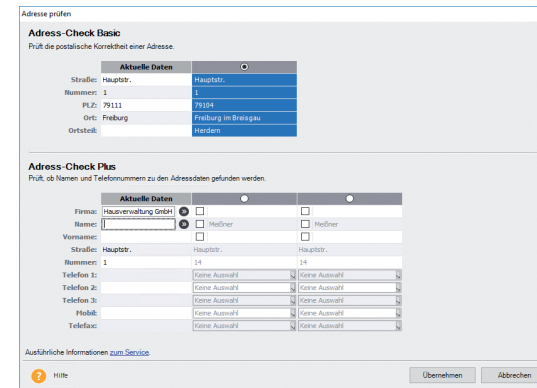 Adresse prüfen
Adress-Check Basic
Prüft die postalische Korrektheit einer Adresse.
Aktuelle Daten
Straße: Hauptstr. Hauptstr.
Nummer: 1 1
PLZ: 79111 79104
Ort: Freiburg Freiburg im Breisgau
Ortsteil: Herdern
Adress-Check Plus
Prüft, ob Namen und Telefonnummern zu den Adressdaten gefunden werden.
Aktuelle Daten
Firma: Hausverwaltung GmbH
Name: Meißner Meißner
Vorname:
Straße: Hauptstr. Hauptstr. Hauptstr.
Nummer: 1 14 14
Telefon 1: Keine Auswahl Keine Auswahl
Telefon 2: Keine Auswahl Keine Auswahl
Telefon 3: Keine Auswahl Keine Auswahl
Mobil: Keine Auswahl Keine Auswahl
Telefax: Keine Auswahl Keine Auswahl
Ausführliche Informationen zum Service.
? Hilfe Übernehmen Abbrechen